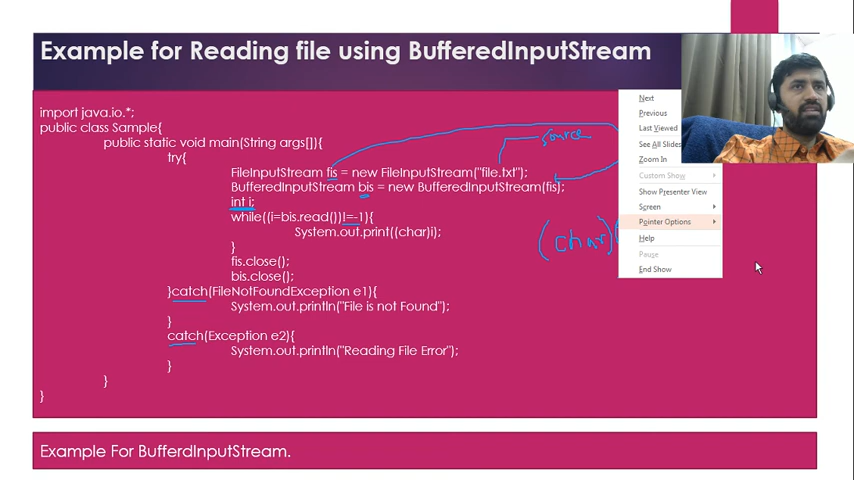 Example for Reading file using BufferedInputStream
import java.io.*;
public class Sample{
public static void main(String args[]){
try{
FileInputStream fis = new FileInputStream("file.txt");
BufferedInputStream bis = new BufferedInputStream(fis);
int i;
while((i=bis.read())!=-1){
System.out.print((char)i);
}
fis.close();
bis.close();
}catch(FileNotFoundException e1){
System.out.println("File is not Found");
}
catch(Exception e2){
System.out.println("Reading File Error");
}
}
}
source
(char)
Next
Previous
Last Viewed
See All Slides
Zoom In
Custom Show
Show Presenter View
Screen
Pointer Options
Help
Pause
End Show
Example For BufferdInputStream.